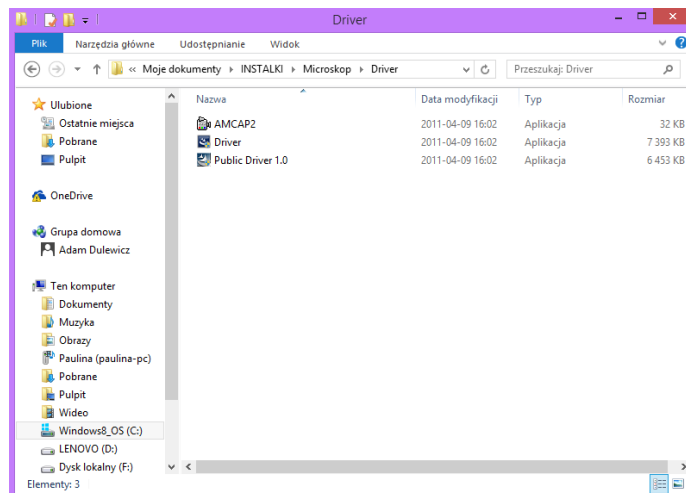 Driver
Plik Narzędzia główne Udostępnianie Widok
« Moje dokumenty INSTALKI Microskop Driver Przeszukaj: Driver
Nazwa Data modyfikacji Typ Rozmiar
AMCAP2 2011-04-09 16:02 Aplikacja 32 KB
Driver 2011-04-09 16:02 Aplikacja 7 393 KB
Public Driver 1.0 2011-04-09 16:02 Aplikacja 6 453 KB
Ulubione
Ostatnie miejsca
Pobrane
Pulpit
OneDrive
Grupa domowa
Adam Dulewicz
Ten komputer
Dokumenty
Muzyka
Obrazy
Paulina (paulina-pc)
Pobrane
Pulpit
Wideo
Windows8_OS (C:)
LENOVO (D:)
Dysk lokalny (F:)
Elementy: 3